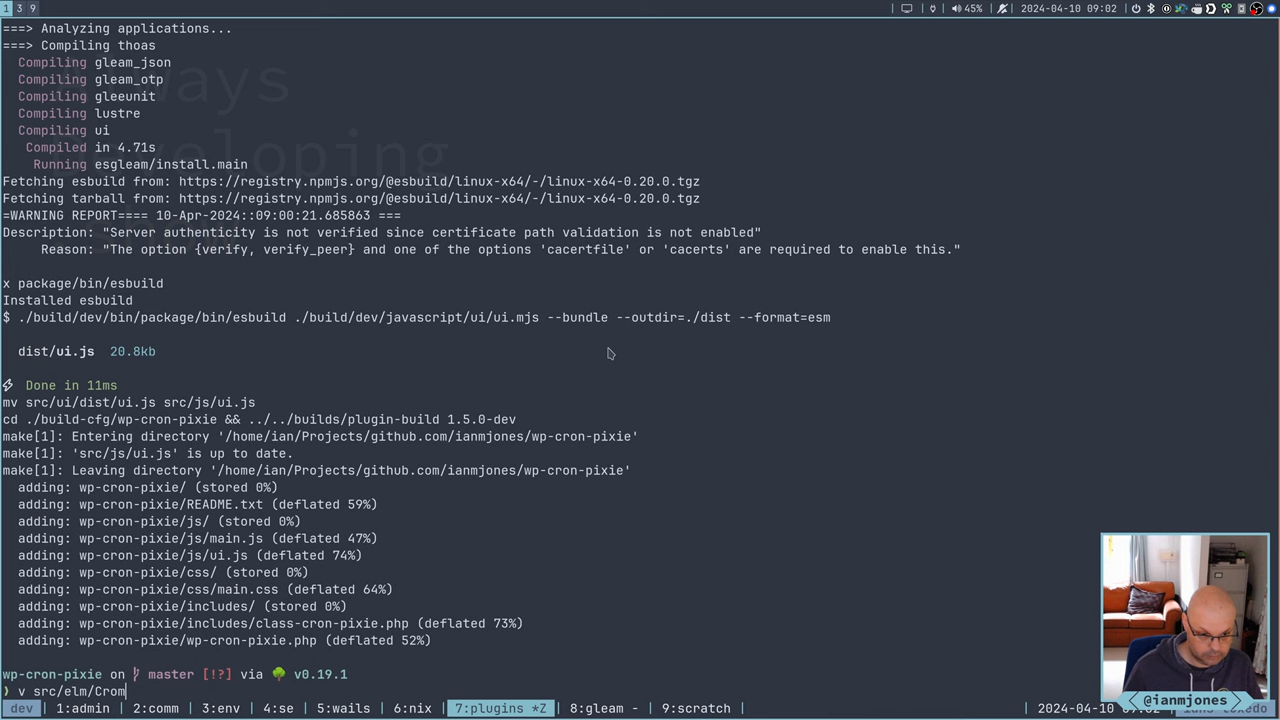 1 3 9 45% 2024-04-10 09:02
===> Analyzing applications...
===> Compiling thoas
Compiling gleam_json
Compiling gleam_otp
Compiling gleeunit
Compiling lustre
Compiling ui
Compiled in 4.71s
Running esgleam/install.main
Fetching esbuild from: https://registry.npmjs.org/@esbuild/linux-x64/-/linux-x64-0.20.0.tgz
Fetching tarball from: https://registry.npmjs.org/@esbuild/linux-x64/-/linux-x64-0.20.0.tgz
=WARNING REPORT==== 10-Apr-2024::09:00:21.685863 ===
Description: "Server authenticity is not verified since certificate path validation is not enabled"
Reason: "The option {verify, verify_peer} and one of the options 'cacertfile' or 'cacerts' are required to enable this."
x package/bin/esbuild
Installed esbuild
$ ./build/dev/bin/package/bin/esbuild ./build/dev/javascript/ui/ui.mjs --bundle --outdir=./dist --format=esm
dist/ui.js 20.8kb
⚡ Done in 11ms
mv src/ui/dist/ui.js src/js/ui.js
cd ./build-cfg/wp-cron-pixie && ../../builds/plugin-build 1.5.0-dev
make[1]: Entering directory '/home/ian/Projects/github.com/ianmjones/wp-cron-pixie'
make[1]: 'src/js/ui.js' is up to date.
make[1]: Leaving directory '/home/ian/Projects/github.com/ianmjones/wp-cron-pixie'
adding: wp-cron-pixie/ (stored 0%)
adding: wp-cron-pixie/README.txt (deflated 59%)
adding: wp-cron-pixie/js/ (stored 0%)
adding: wp-cron-pixie/js/main.js (deflated 47%)
adding: wp-cron-pixie/js/ui.js (deflated 74%)
adding: wp-cron-pixie/css/ (stored 0%)
adding: wp-cron-pixie/css/main.css (deflated 64%)
adding: wp-cron-pixie/includes/ (stored 0%)
adding: wp-cron-pixie/includes/class-cron-pixie.php (deflated 73%)
adding: wp-cron-pixie/wp-cron-pixie.php (deflated 52%)
wp-cron-pixie on master [!?] via 🌳 v0.19.1
❯ v src/elm/Crom
@ianmjones
dev | 1:admin | 2:comm | 3:env | 4:se | 5:wails | 6:nix | 7:plugins *Z | 8:gleam - | 9:scratch |